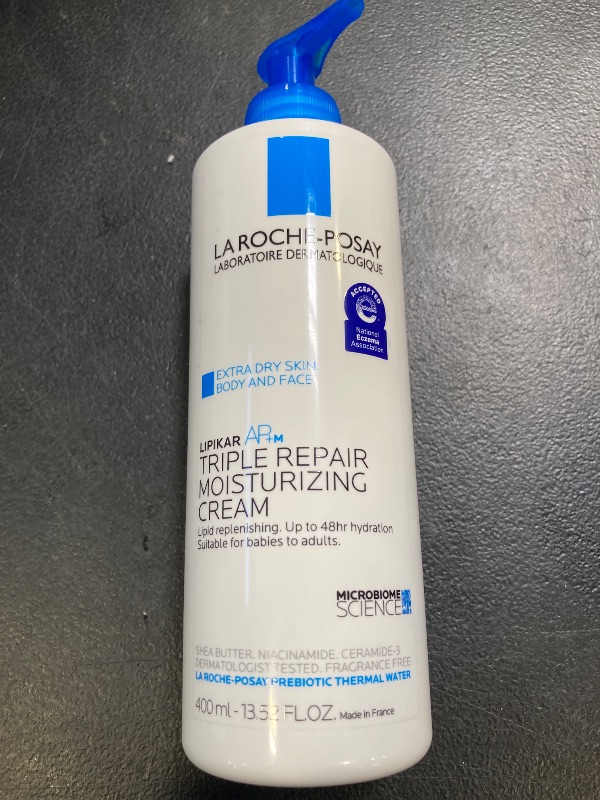 LA ROCHE-POSAY
LABORATOIRE DERMATOLOGIQUE
ACCEPTED
National
Eczema
Association
EXTRA DRY SKIN
BODY AND FACE
LIPIKAR AP+M
TRIPLE REPAIR
MOISTURIZING
CREAM
Lipid replenishing. Up to 48hr hydration
Suitable for babies to adults.
MICROBIOME
SCIENCE
SHEA BUTTER. NIACINAMIDE. CERAMIDE-3
DERMATOLOGIST TESTED. FRAGRANCE FREE
LA ROCHE-POSAY PREBIOTIC THERMAL WATER
400 ml - 13.52 FL.OZ. Made in France